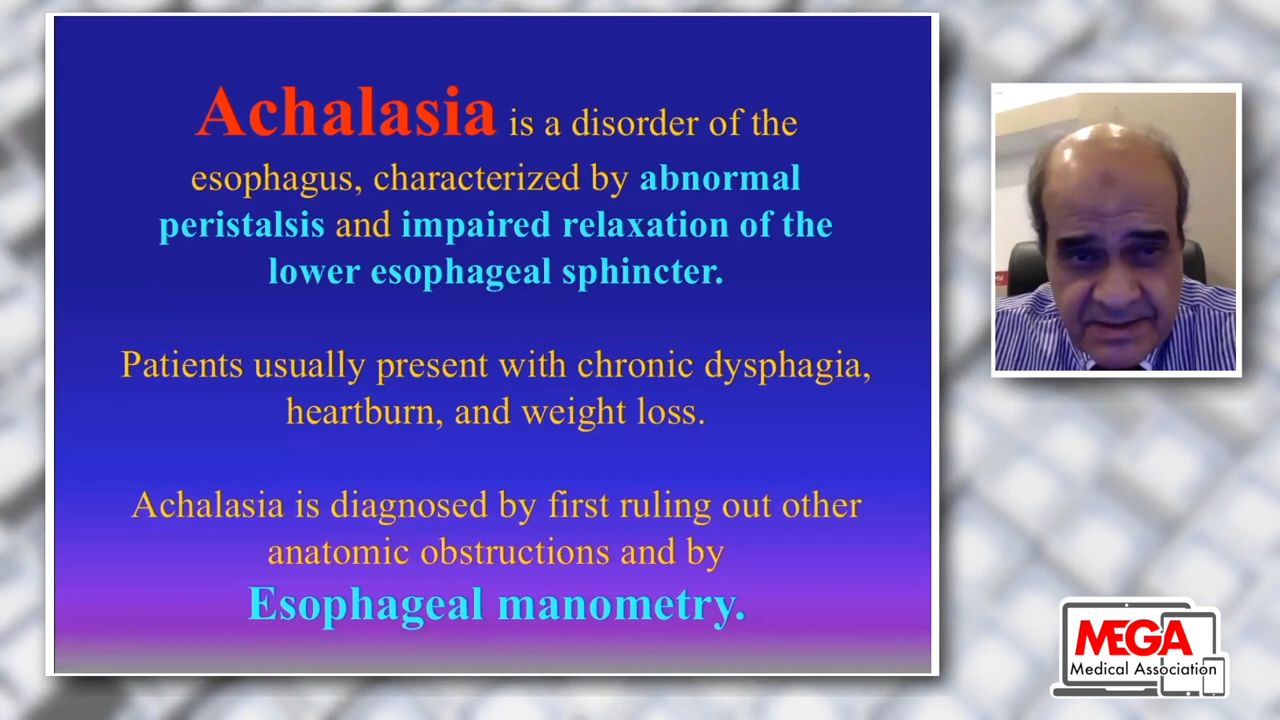 Achalasia is a disorder of the
esophagus, characterized by abnormal
peristalsis and impaired relaxation of the
lower esophageal sphincter.
Patients usually present with chronic dysphagia,
heartburn, and weight loss.
Achalasia is diagnosed by first ruling out other
anatomic obstructions and by
Esophageal manometry.
MEGA
Medical Association